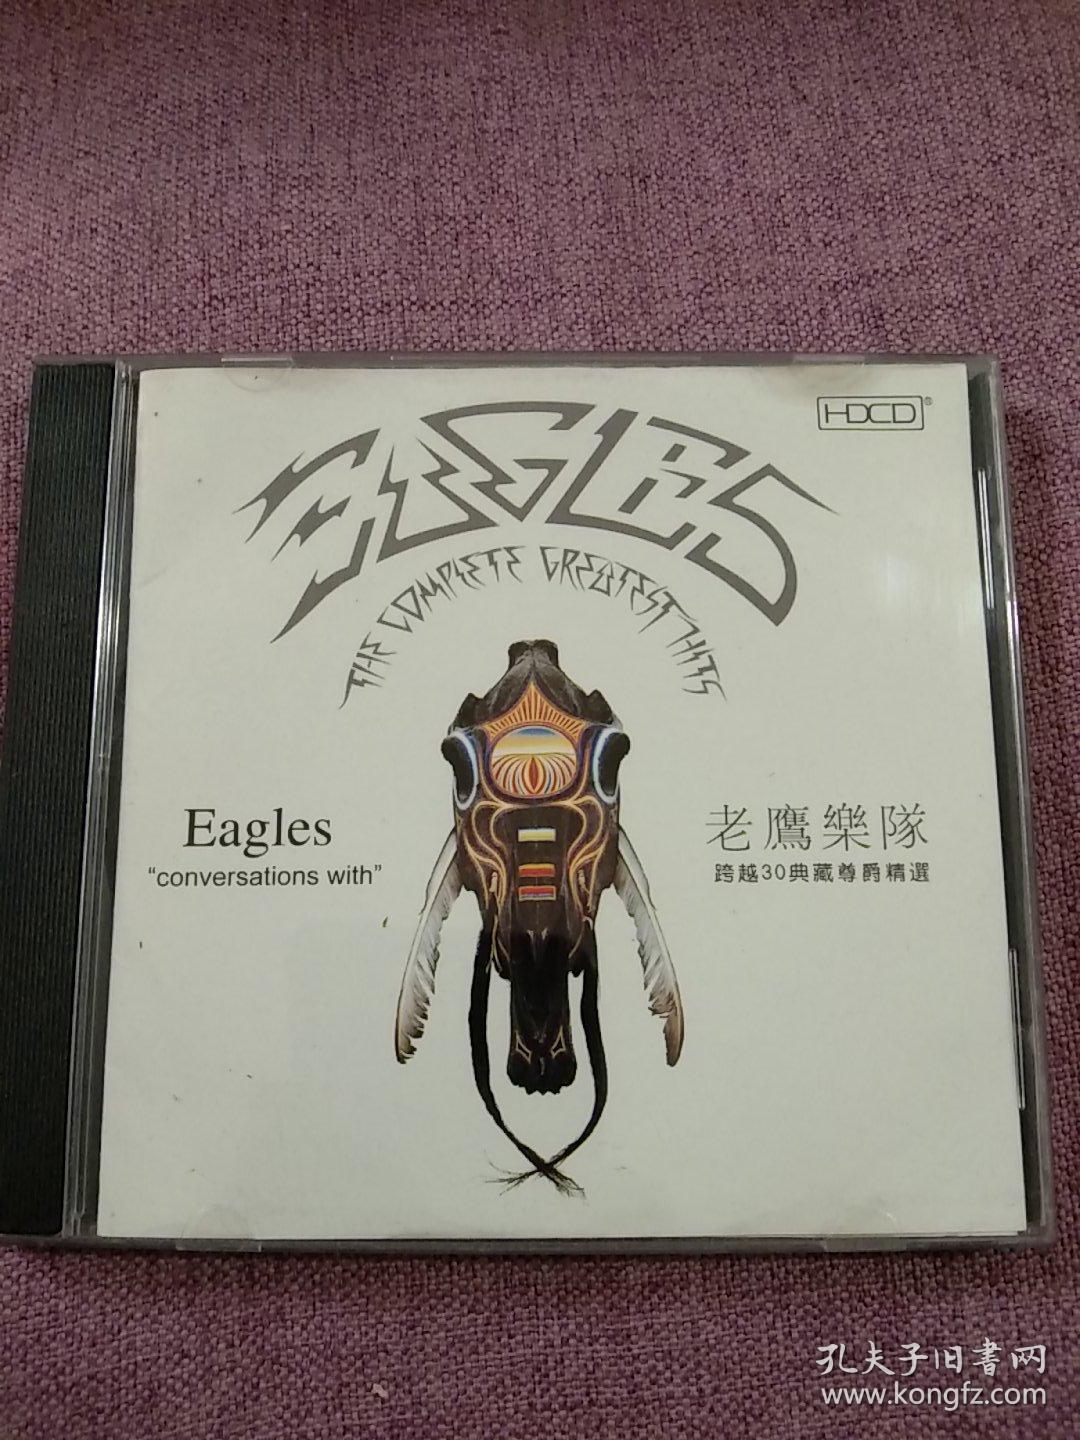 HDCD®
EAGLES
THE COMPLETE GREATEST HITS
Eagles
“conversations with”
老鷹樂隊
跨越30典藏尊爵精選
孔夫子旧書网
www.kongfz.com